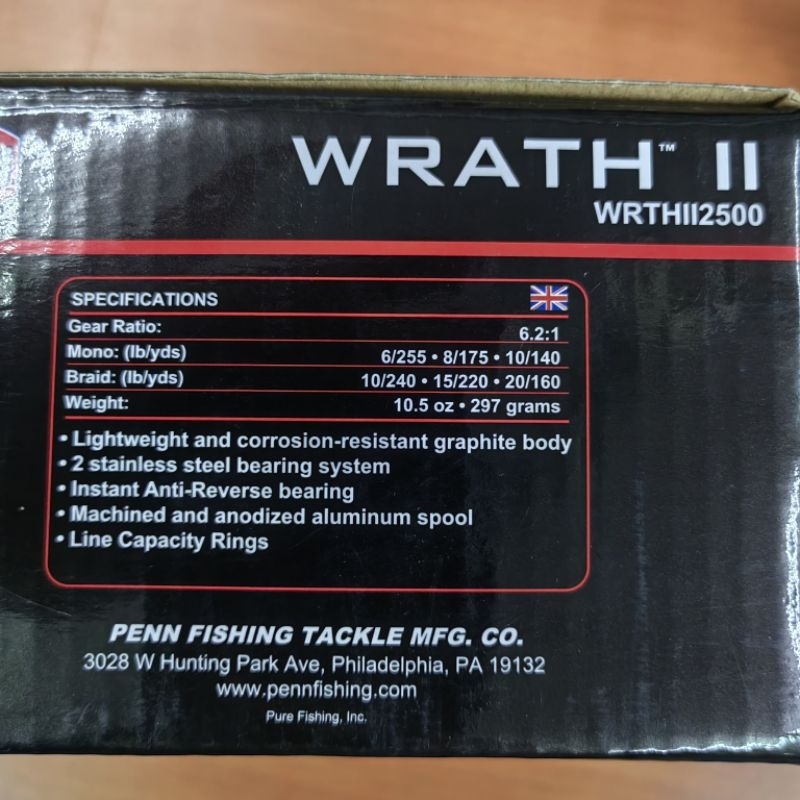 WRATH™ II
WRTHII2500
SPECIFICATIONS
Gear Ratio: 6.2:1
Mono: (lb/yds) 6/255 • 8/175 • 10/140
Braid: (lb/yds) 10/240 • 15/220 • 20/160
Weight: 10.5 oz • 297 grams
• Lightweight and corrosion-resistant graphite body
• 2 stainless steel bearing system
• Instant Anti-Reverse bearing
• Machined and anodized aluminum spool
• Line Capacity Rings
PENN FISHING TACKLE MFG. CO.
3028 W Hunting Park Ave, Philadelphia, PA 19132
www.pennfishing.com
Pure Fishing, Inc.